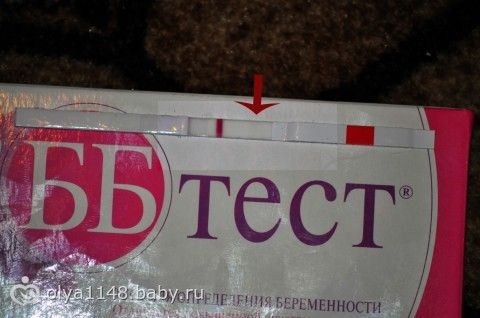 ББ тест®
ОПРЕДЕЛЕНИЯ БЕРЕМЕННОСТИ
olya1148.baby.ru